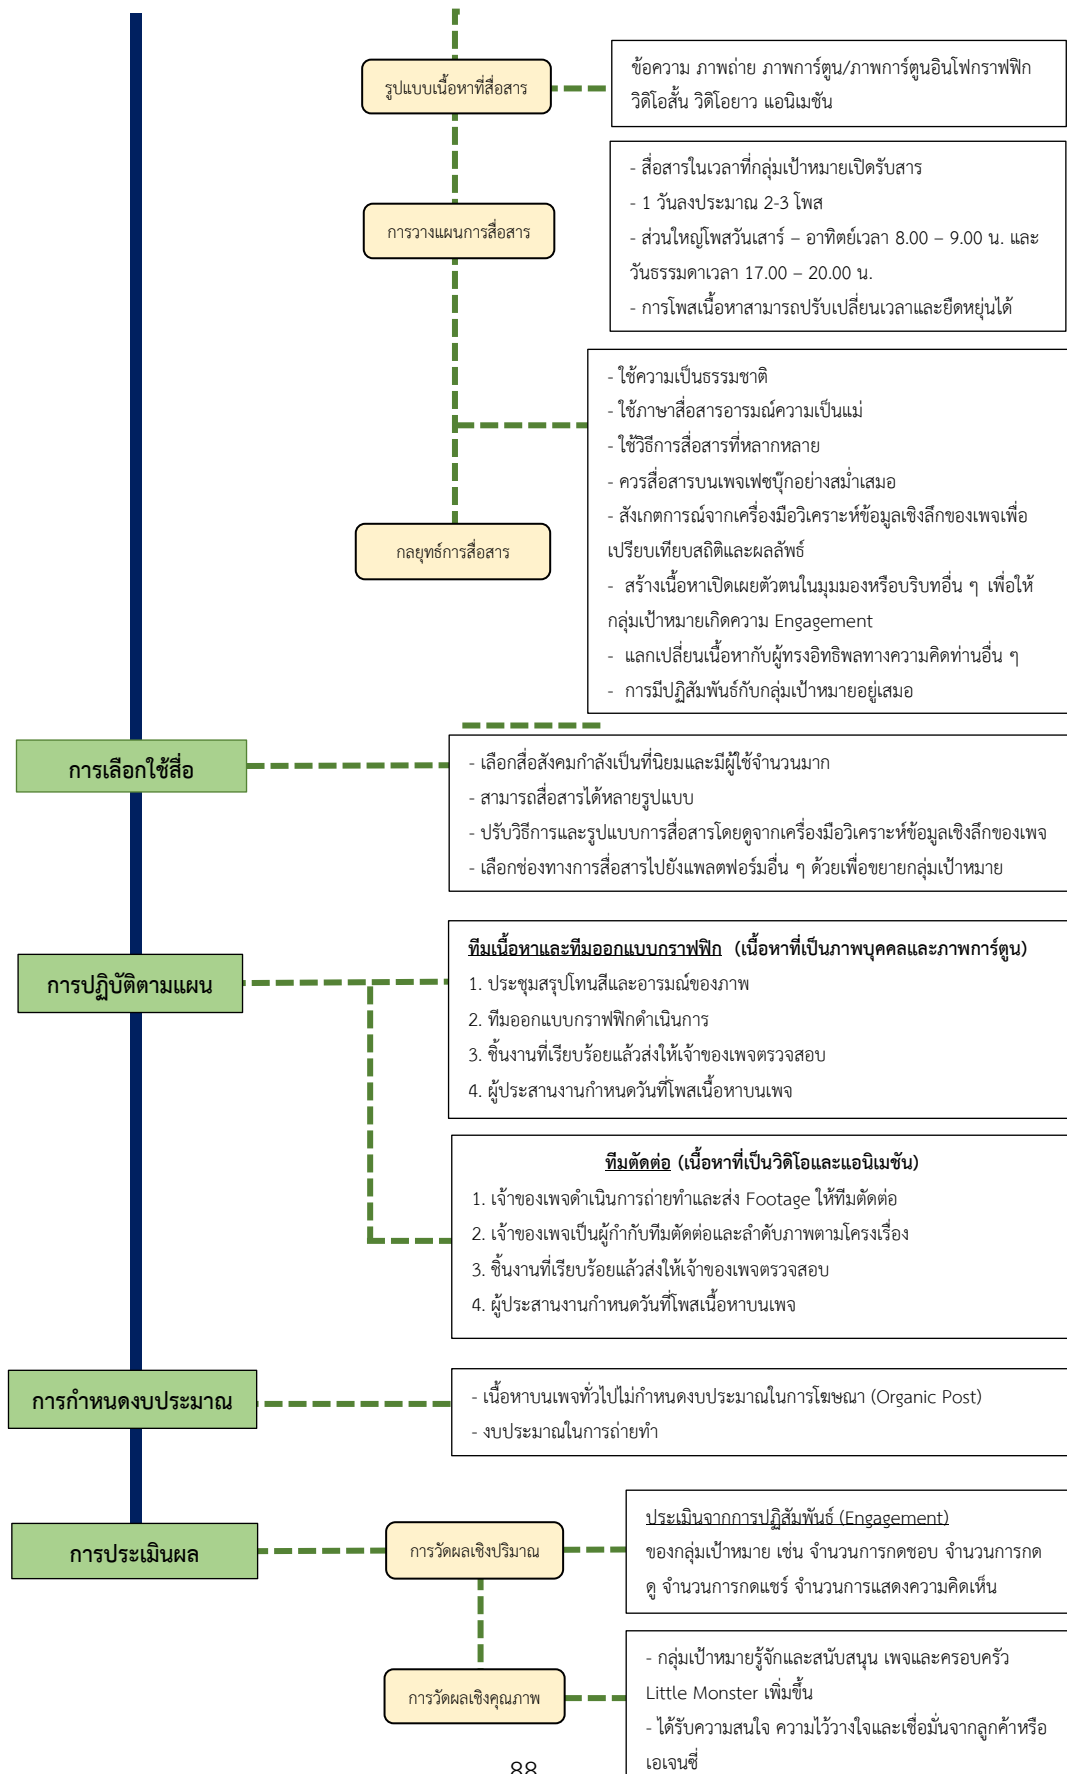 รูปแบบเนื้อหาที่สื่อสาร
ข้อความ ภาพถ่าย ภาพการ์ตูน/ภาพการ์ตูนอินโฟกราฟฟิก
วิดิโอสั้น วิดิโอยาว แอนิเมชัน
การวางแผนการสื่อสาร
- สื่อสารในเวลาที่กลุ่มเป้าหมายเปิดรับสาร
- 1 วันลงประมาณ 2-3 โพส
- ส่วนใหญ่โพสวันเสาร์ – อาทิตย์เวลา 8.00 – 9.00 น. และ
วันธรรมดาเวลา 17.00 – 20.00 น.
- การโพสเนื้อหาสามารถปรับเปลี่ยนเวลาและยืดหยุ่นได้
กลยุทธ์การสื่อสาร
- ใช้ความเป็นธรรมชาติ
- ใช้ภาษาสื่อสารอารมณ์ความเป็นแม่
- ใช้วิธีการสื่อสารที่หลากหลาย
- ควรสื่อสารบนเพจเฟซบุ๊กอย่างสม่ำเสมอ
- สังเกตการณ์จากเครื่องมือวิเคราะห์ข้อมูลเชิงลึกของเพจเพื่อ
เปรียบเทียบสถิติและผลลัพธ์
- สร้างเนื้อหาเปิดเผยตัวตนในมุมมองหรือบริบทอื่น ๆ เพื่อให้
กลุ่มเป้าหมายเกิดความ Engagement
- แลกเปลี่ยนเนื้อหากับผู้ทรงอิทธิพลทางความคิดท่านอื่น ๆ
- การมีปฏิสัมพันธ์กับกลุ่มเป้าหมายอยู่เสมอ
การเลือกใช้สื่อ
- เลือกสื่อสังคมกำลังเป็นที่นิยมและมีผู้ใช้จำนวนมาก
- สามารถสื่อสารได้หลายรูปแบบ
- ปรับวิธีการและรูปแบบการสื่อสารโดยดูจากเครื่องมือวิเคราะห์ข้อมูลเชิงลึกของเพจ
- เลือกช่องทางการสื่อสารไปยังแพลตฟอร์มอื่น ๆ ด้วยเพื่อขยายกลุ่มเป้าหมาย
การปฏิบัติตามแผน
ทีมเนื้อหาและทีมออกแบบกราฟฟิก (เนื้อหาที่เป็นภาพบุคคลและภาพการ์ตูน)
1. ประชุมสรุปโทนสีและอารมณ์ของภาพ
2. ทีมออกแบบกราฟฟิกดำเนินการ
3. ชิ้นงานที่เรียบร้อยแล้วส่งให้เจ้าของเพจตรวจสอบ
4. ผู้ประสานงานกำหนดวันที่โพสเนื้อหาบนเพจ
ทีมตัดต่อ (เนื้อหาที่เป็นวิดิโอและแอนิเมชัน)
1. เจ้าของเพจดำเนินการถ่ายทำและส่ง Footage ให้ทีมตัดต่อ
2. เจ้าของเพจเป็นผู้กำกับทีมตัดต่อและลำดับภาพตามโครงเรื่อง
3. ชิ้นงานที่เรียบร้อยแล้วส่งให้เจ้าของเพจตรวจสอบ
4. ผู้ประสานงานกำหนดวันที่โพสเนื้อหาบนเพจ
การกำหนดงบประมาณ
- เนื้อหาบนเพจทั่วไปไม่กำหนดงบประมาณในการโฆษณา (Organic Post)
- งบประมาณในการถ่ายทำ
การประเมินผล
การวัดผลเชิงปริมาณ
ประเมินจากการปฏิสัมพันธ์ (Engagement)
ของกลุ่มเป้าหมาย เช่น จำนวนการกดชอบ จำนวนการกด
ดู จำนวนการกดแชร์ จำนวนการแสดงความคิดเห็น
การวัดผลเชิงคุณภาพ
- กลุ่มเป้าหมายรู้จักและสนับสนุน เพจและครอบครัว
Little Monster เพิ่มขึ้น
- ได้รับความสนใจ ความไว้วางใจและเชื่อมั่นจากลูกค้าหรือ
เอเจนซี่
88